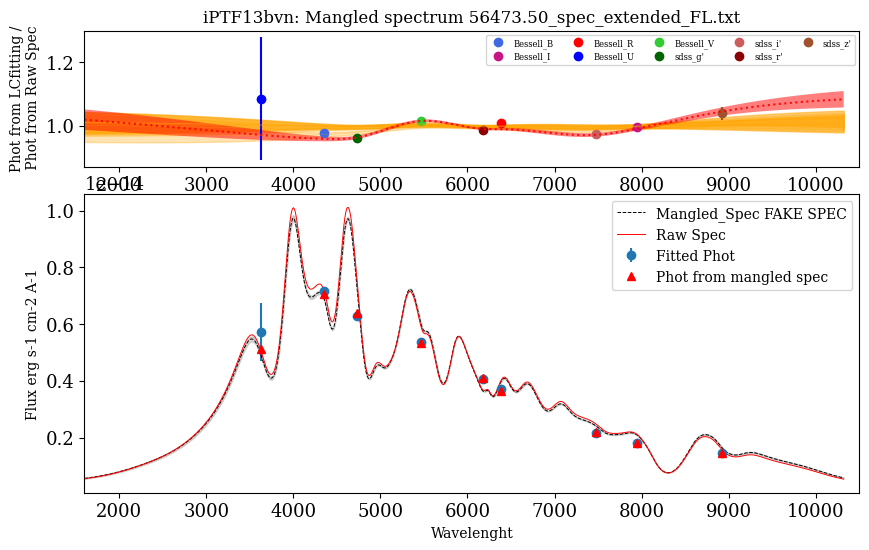 iPTF13bvn: Mangled spectrum 56473.50_spec_extended_FL.txt
Phot from LCfitting /
Phot from Raw Spec
1.2
1.0
Bessell_B
Bessell_R
Bessell_V
sdss_i'
sdss_z'
Bessell_I
Bessell_U
sdss_g'
sdss_r'
2000 3000 4000 5000 6000 7000 8000 9000 10000
1e−14
Flux erg s-1 cm-2 A-1
1.0
0.8
0.6
0.4
0.2
Mangled_Spec FAKE SPEC
Raw Spec
Fitted Phot
Phot from mangled spec
2000 3000 4000 5000 6000 7000 8000 9000 10000
Wavelenght